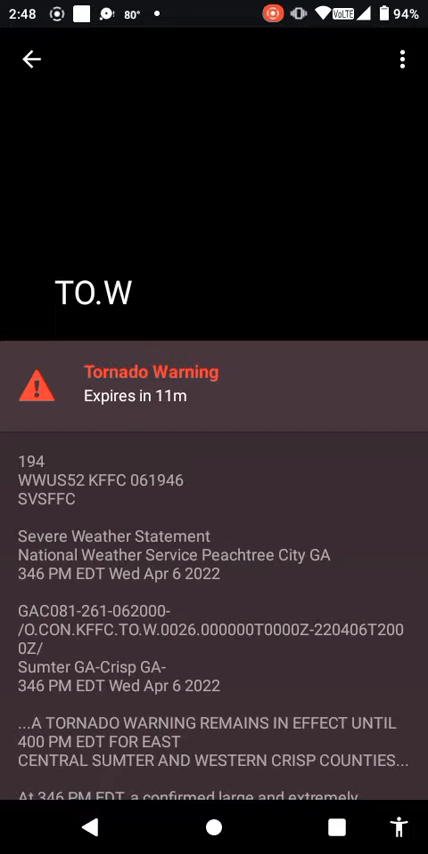 2:48 80° VoLTE 94%
TO.W
Tornado Warning
Expires in 11m
194
WWUS52 KFFC 061946
SVSFFC
Severe Weather Statement
National Weather Service Peachtree City GA
346 PM EDT Wed Apr 6 2022
GAC081-261-062000-
/O.CON.KFFC.TO.W.0026.000000T0000Z-220406T200
0Z/
Sumter GA-Crisp GA-
346 PM EDT Wed Apr 6 2022
...A TORNADO WARNING REMAINS IN EFFECT UNTIL
400 PM EDT FOR EAST
CENTRAL SUMTER AND WESTERN CRISP COUNTIES...
At 346 PM EDT, a confirmed large and extremely